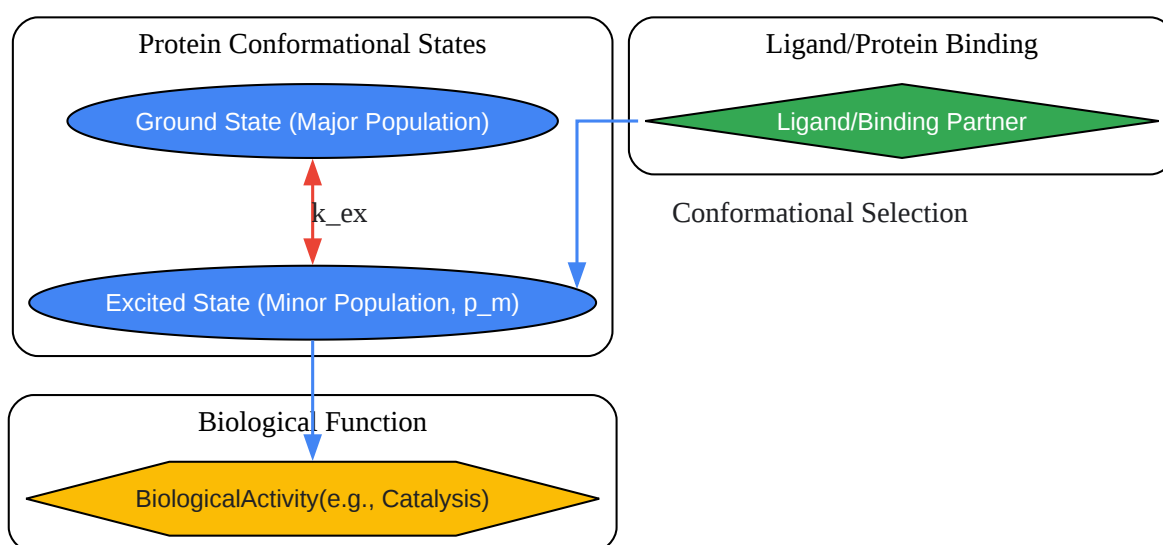 Protein Conformational States
Ligand/Protein Binding
Ground State (Major Population)
Ligand/Binding Partner
k_ex
Conformational Selection
Excited State (Minor Population, p_m)
Biological Function
BiologicalActivity(e.g., Catalysis)